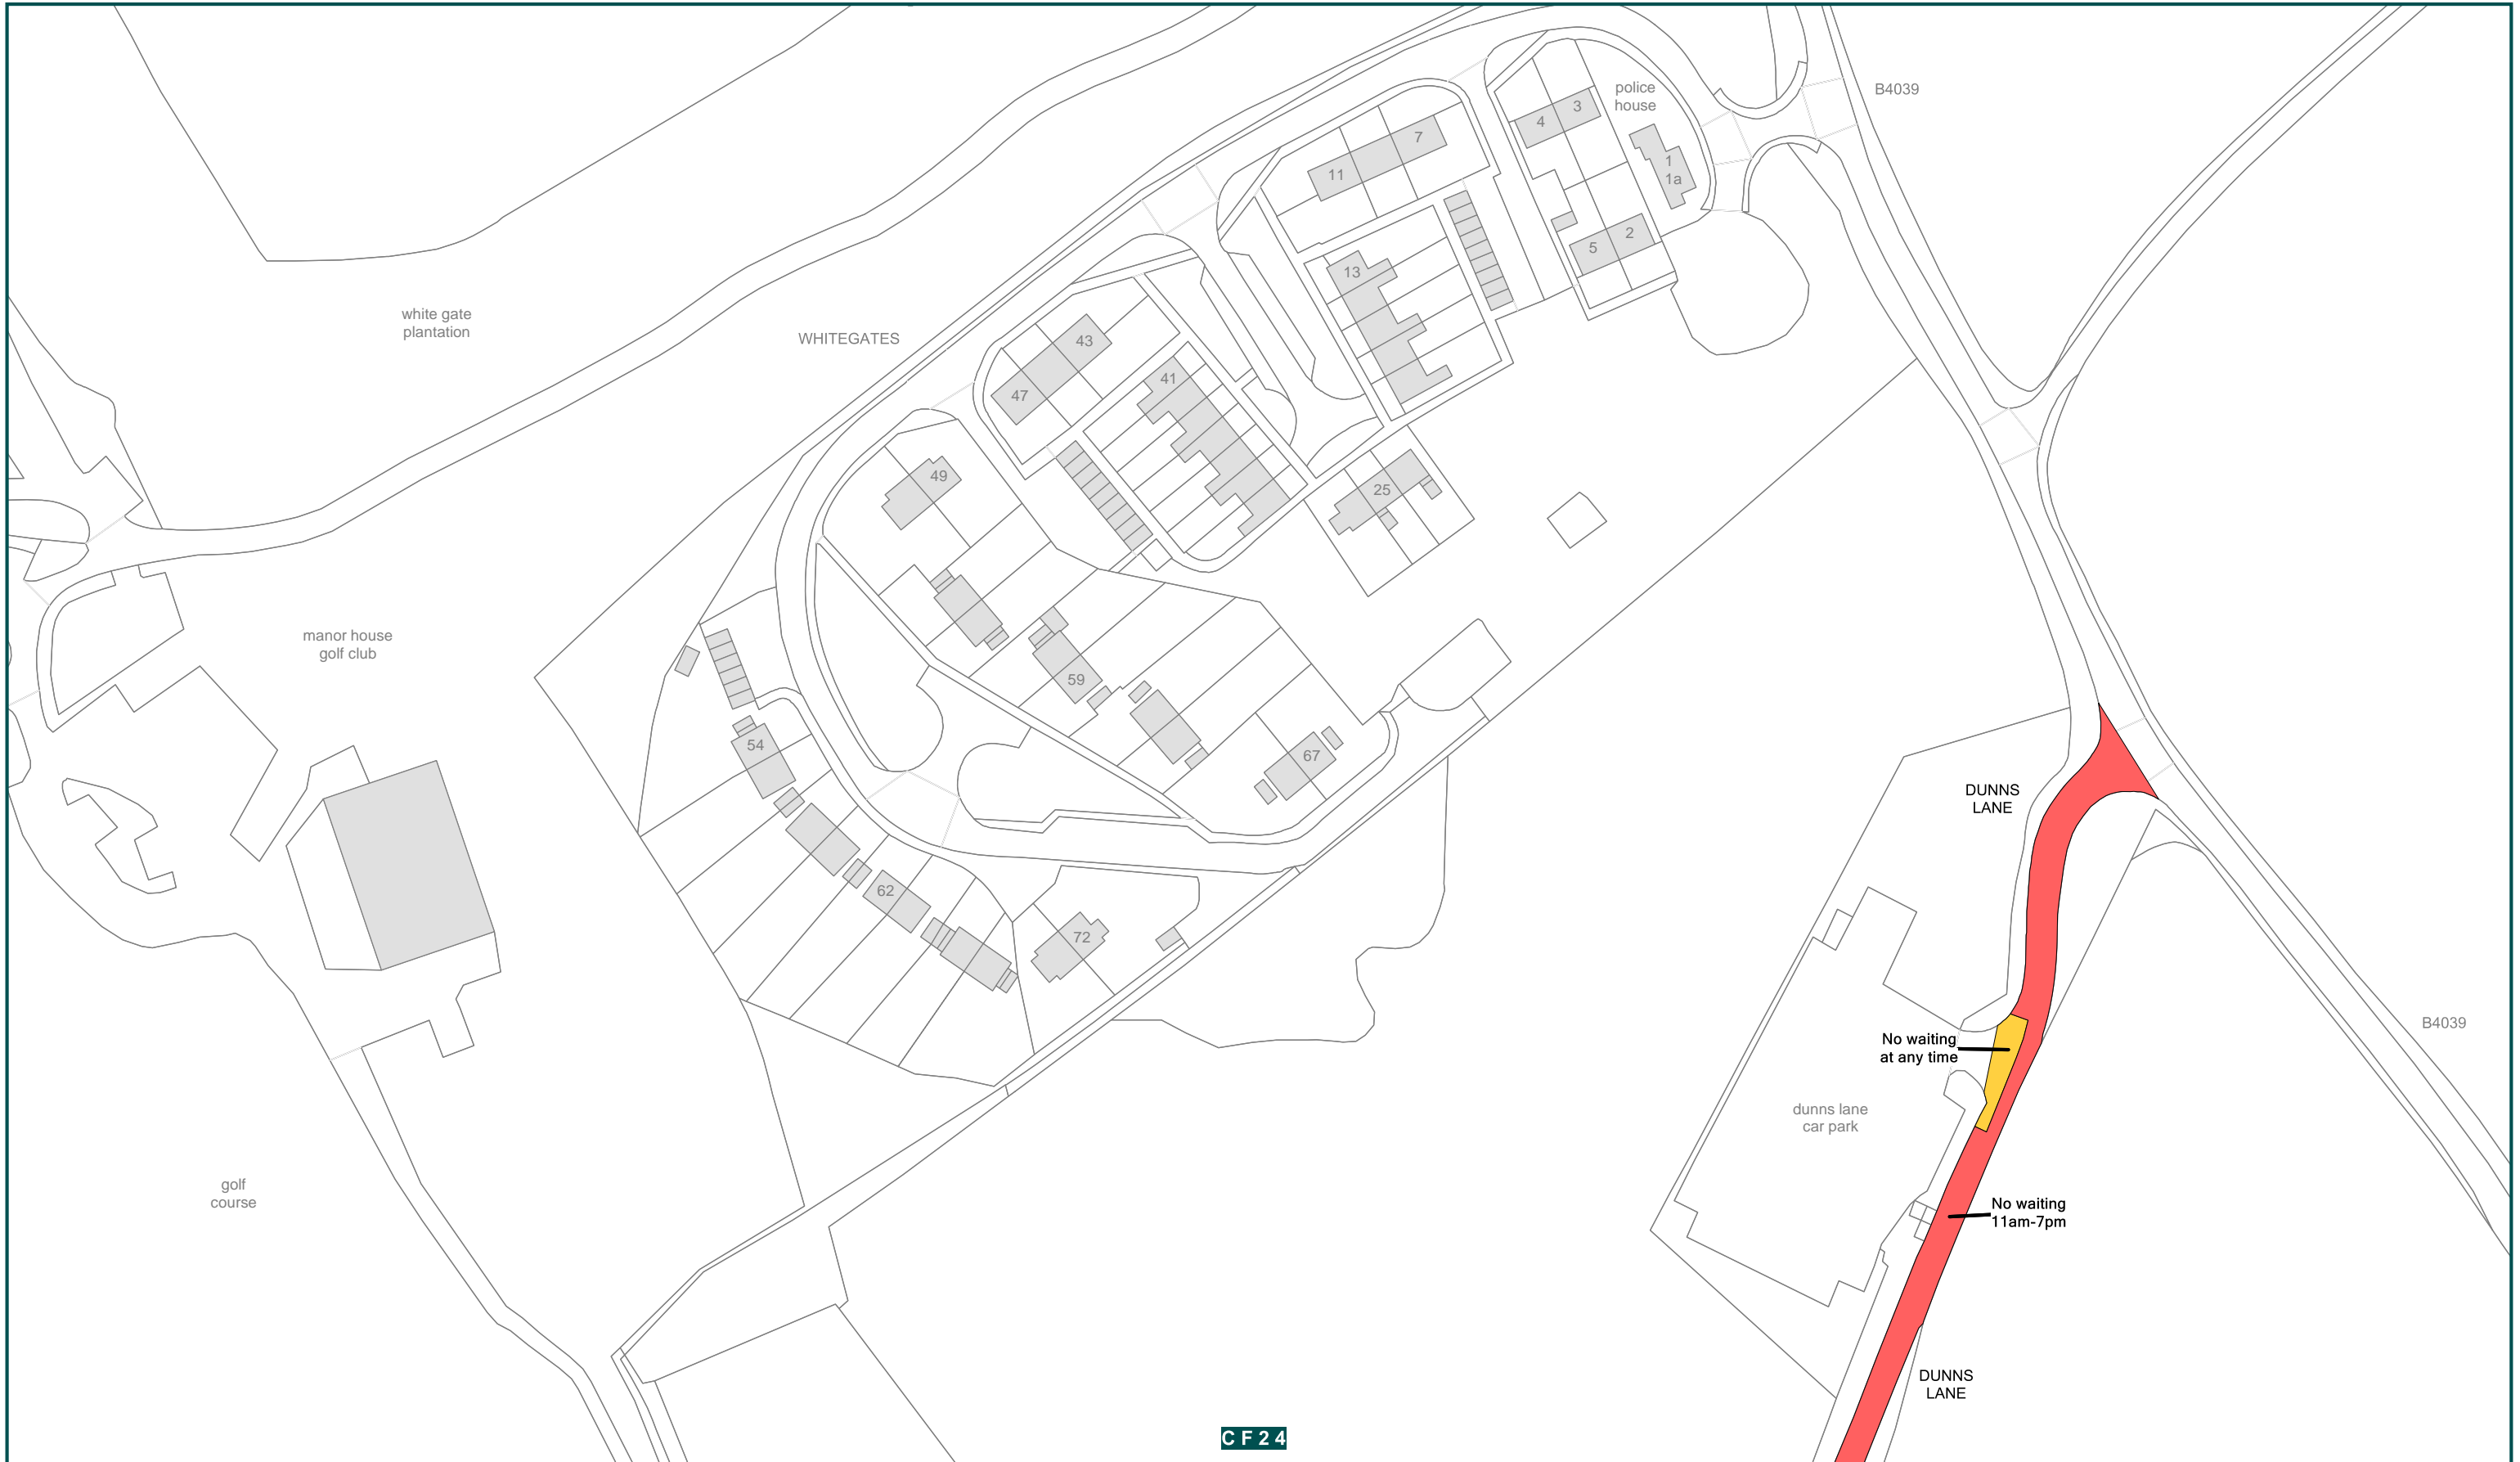 police
house
B4039
3
4
7
1
1a
11
2
5
13
white gate
plantation
WHITEGATES
43
47
41
49
25
manor house
golf club
59
54
67
DUNNS
LANE
62
72
B4039
No waiting
at any time
dunns lane
car park
golf
course
No waiting
11am-7pm
DUNNS
LANE
CF24